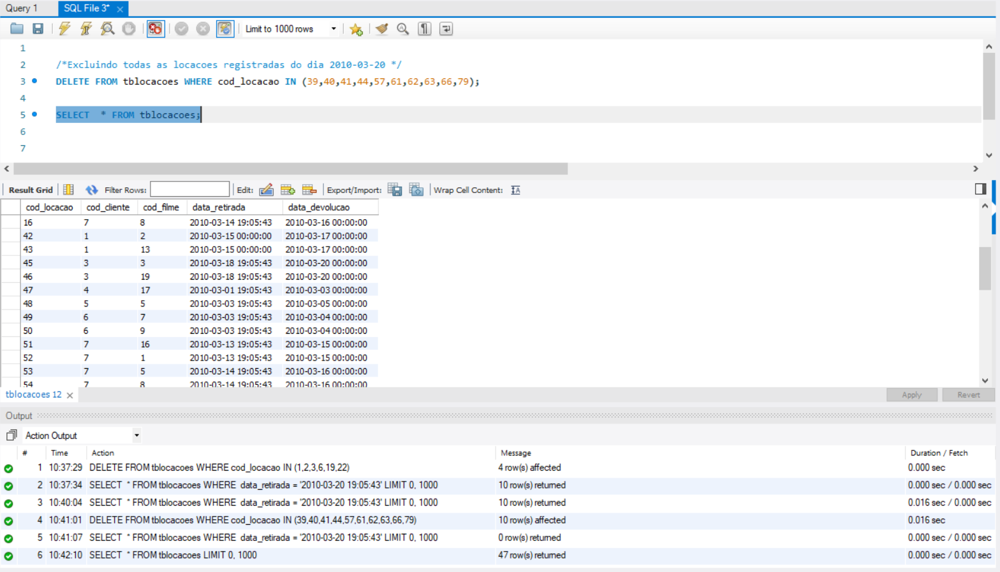 Query 1 SQL File 3*
Limit to 1000 rows
1
2 /*Excluindo todas as locacoes registradas do dia 2010-03-20 */
3 DELETE FROM tblocacoes WHERE cod_locacao IN (39,40,41,44,57,61,62,63,66,79);
4
5 SELECT * FROM tblocacoes;
6
7
Result Grid Filter Rows: Edit: Export/Import: Wrap Cell Content:
cod_locacao cod_cliente cod_filme data_retirada data_devolucao
16 7 8 2010-03-14 19:05:43 2010-03-16 00:00:00
42 1 2 2010-03-15 00:00:00 2010-03-17 00:00:00
43 1 13 2010-03-15 00:00:00 2010-03-17 00:00:00
45 3 3 2010-03-18 19:05:43 2010-03-20 00:00:00
46 3 19 2010-03-18 19:05:43 2010-03-20 00:00:00
47 4 17 2010-03-01 19:05:43 2010-03-03 00:00:00
48 5 5 2010-03-03 19:05:43 2010-03-05 00:00:00
49 6 7 2010-03-03 19:05:43 2010-03-04 00:00:00
50 6 9 2010-03-03 19:05:43 2010-03-04 00:00:00
51 7 16 2010-03-13 19:05:43 2010-03-15 00:00:00
52 7 1 2010-03-13 19:05:43 2010-03-15 00:00:00
53 7 5 2010-03-14 19:05:43 2010-03-16 00:00:00
54 7 8 2010-03-14 19:05:43 2010-03-16 00:00:00
tblocacoes 12 Apply Revert
Output
Action Output
# Time Action Message Duration / Fetch
1 10:37:29 DELETE FROM tblocacoes WHERE cod_locacao IN (1,2,3,6,19,22) 4 row(s) affected 0.000 sec
2 10:37:34 SELECT * FROM tblocacoes WHERE data_retirada = '2010-03-20 19:05:43' LIMIT 0, 1000 10 row(s) returned 0.000 sec / 0.000 sec
3 10:40:04 SELECT * FROM tblocacoes WHERE data_retirada = '2010-03-20 19:05:43' LIMIT 0, 1000 10 row(s) returned 0.016 sec / 0.000 sec
4 10:41:01 DELETE FROM tblocacoes WHERE cod_locacao IN (39,40,41,44,57,61,62,63,66,79) 10 row(s) affected 0.016 sec
5 10:41:07 SELECT * FROM tblocacoes WHERE data_retirada = '2010-03-20 19:05:43' LIMIT 0, 1000 0 row(s) returned 0.000 sec / 0.000 sec
6 10:42:10 SELECT * FROM tblocacoes LIMIT 0, 1000 47 row(s) returned 0.000 sec / 0.000 sec